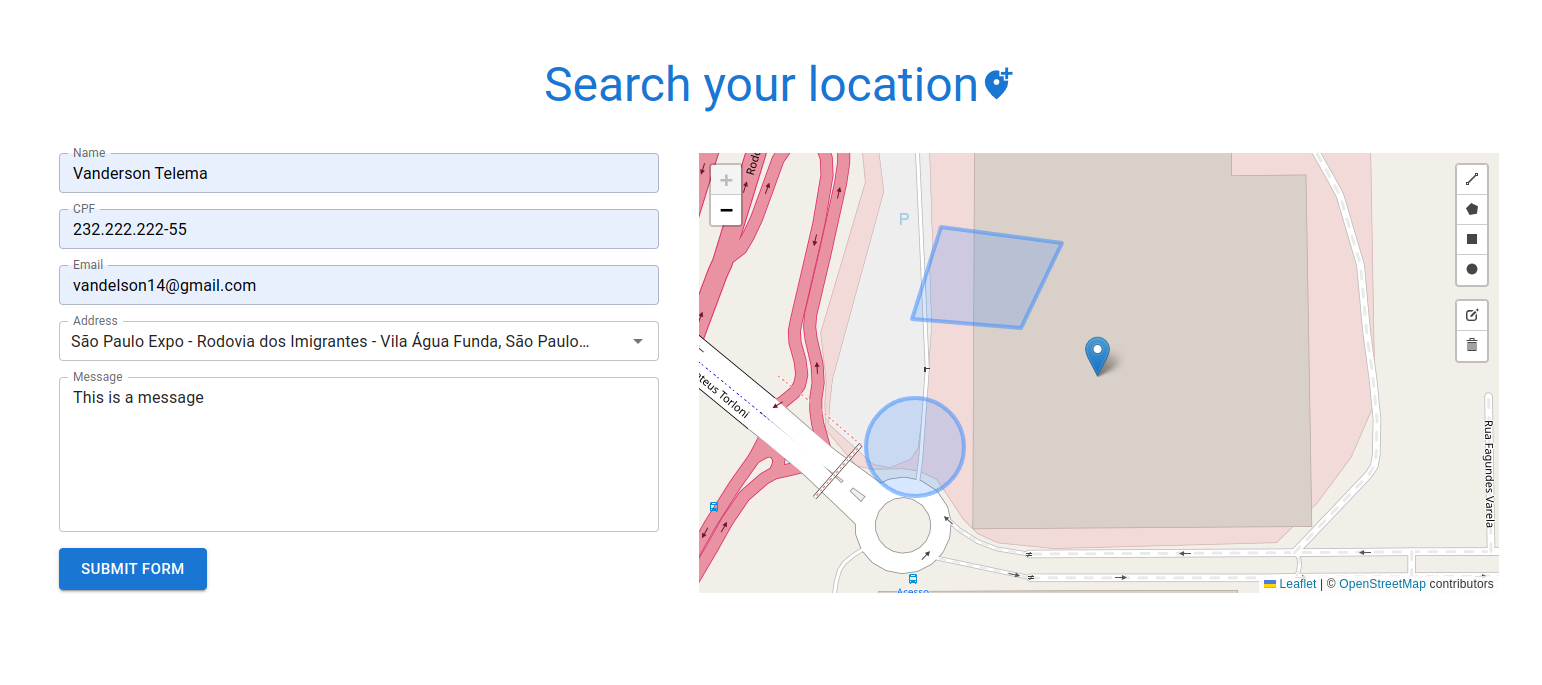 Search your location
Name
Vanderson Telema
CPF
232.222.222-55
Email
vandelson14@gmail.com
Address
São Paulo Expo - Rodovia dos Imigrantes - Vila Água Funda, São Paulo...
Message
This is a message
SUBMIT FORM
+
−
P
Torloni
Rua Fagundes Varela
Acesso
Leaflet | © OpenStreetMap contributors